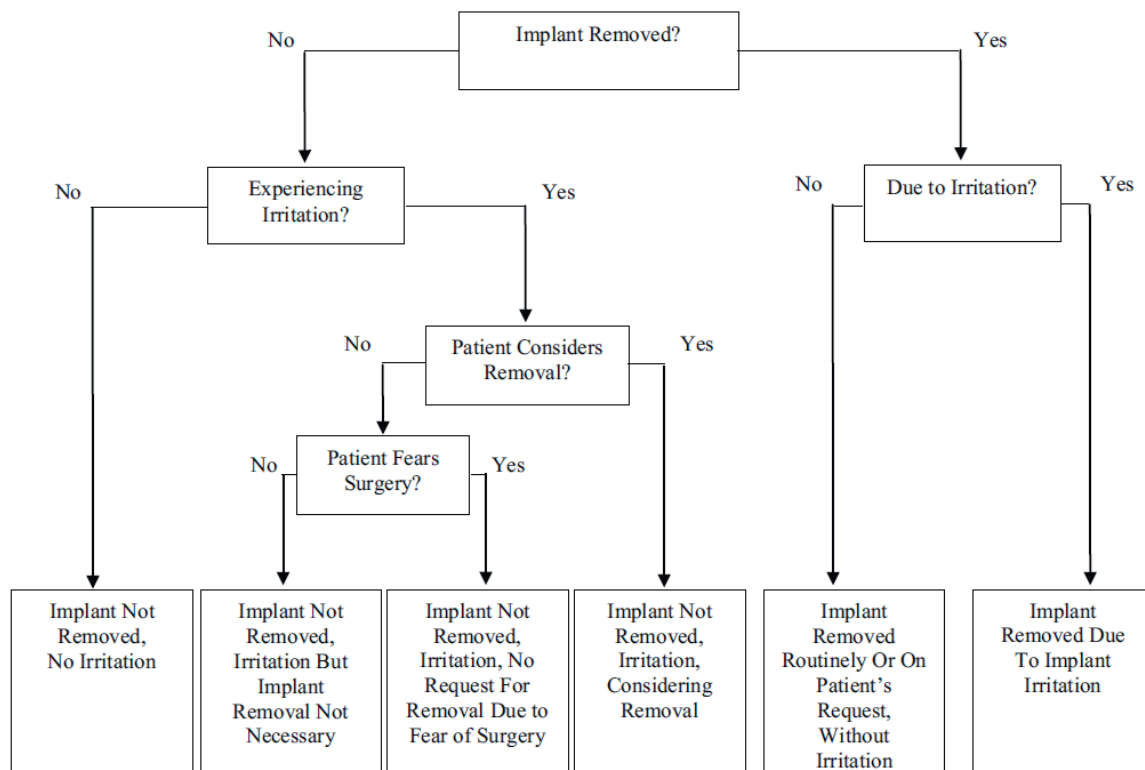 Implant Removed?
No
Yes
Experiencing
Irritation?
No
Yes
Due to Irritation?
No
Yes
Patient Considers
Removal?
No
Yes
Patient Fears
Surgery?
No
Yes
Implant Not
Removed,
No Irritation
Implant Not
Removed,
Irritation But
Implant
Removal Not
Necessary
Implant Not
Removed,
Irritation, No
Request For
Removal Due to
Fear of Surgery
Implant Not
Removed,
Irritation,
Considering
Removal
Implant
Removed
Routinely Or On
Patient’s
Request,
Without
Irritation
Implant
Removed Due
To Implant
Irritation